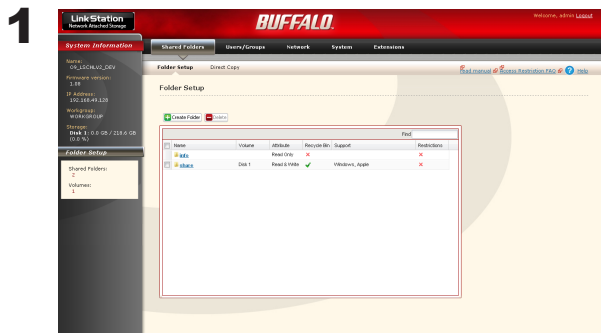 1
LinkStation
Network Attached Storage
BUFFALO
Welcome, admin Logout
System Information
Shared Folders Users/Groups Network System Extensions
Name:
09_LSCHLV2_DEV
Firmware version:
1.08
IP Address:
192.168.49.128
Workgroup:
WORKGROUP
Storage:
Disk 1: 0.0 GB / 218.6 GB
(0.0 %)
Folder Setup
Shared Folders:
2
Volumes:
1
Folder Setup Direct Copy
Read manual Access Restriction FAQ Help
Folder Setup
Create Folder Delete
Find
Name Volume Attribute Recycle Bin Support Restrictions
info Read Only
share Disk 1 Read & Write Windows, Apple